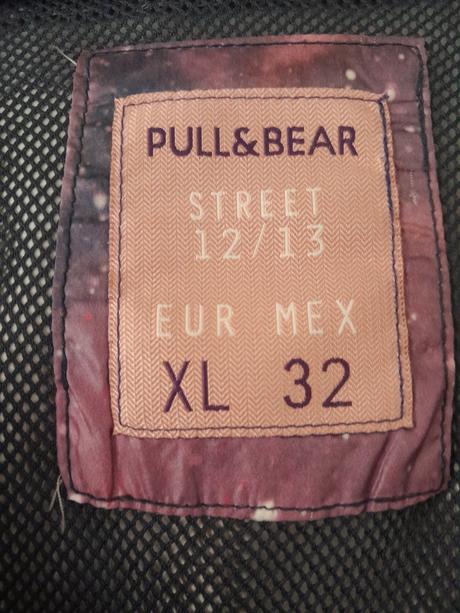 PULL&BEAR
STREET
12/13
EUR MEX
XL 32